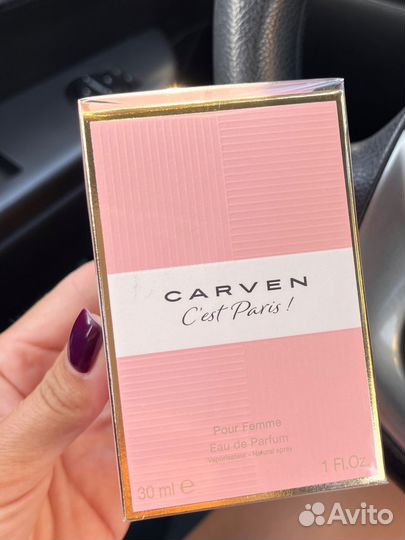 CARVEN
C'est Paris !
Pour Femme
Eau de Parfum
Vaporisateur - Natural spray
30 ml e 1 Fl.Oz.
Avito